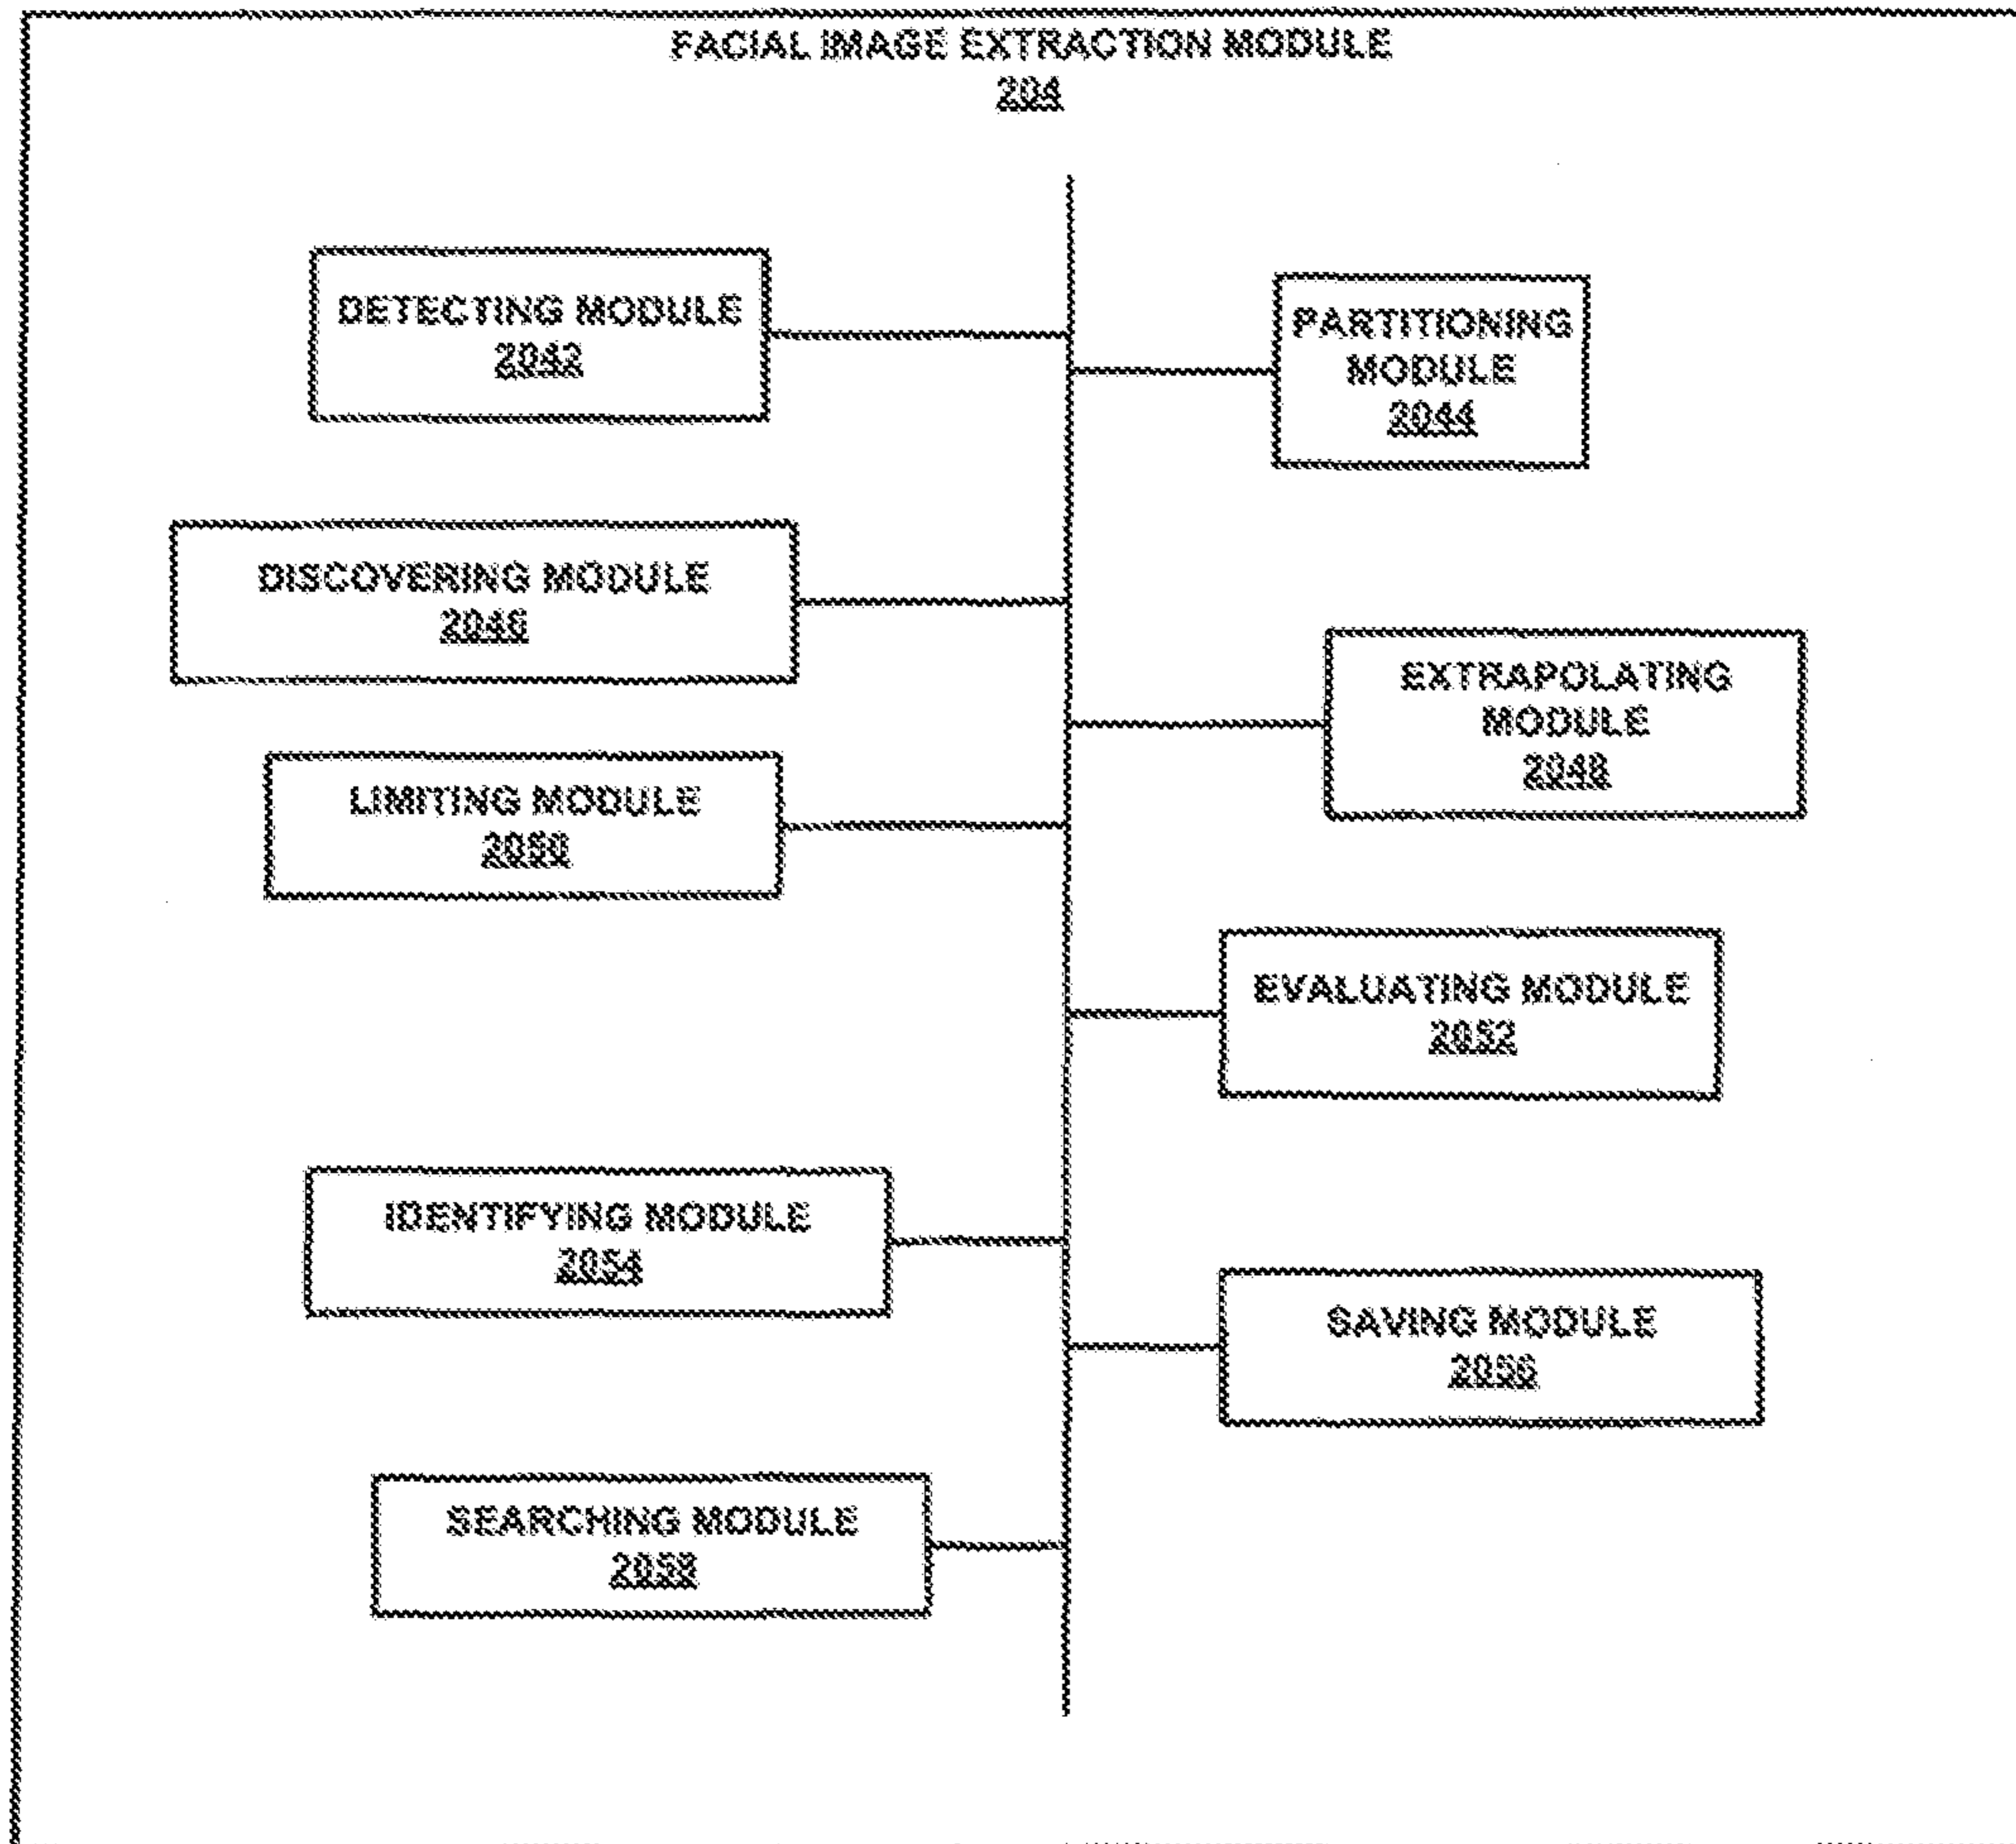 FACIAL IMAGE EXTRACTION MODULE
204
DETECTING MODULE
2042
PARTITIONING
MODULE
2044
DISCOVERING MODULE
2046
EXTRAPOLATING
MODULE
2048
LIMITING MODULE
2050
EVALUATING MODULE
2052
IDENTIFYING MODULE
2054
SAVING MODULE
2056
SEARCHING MODULE
2058